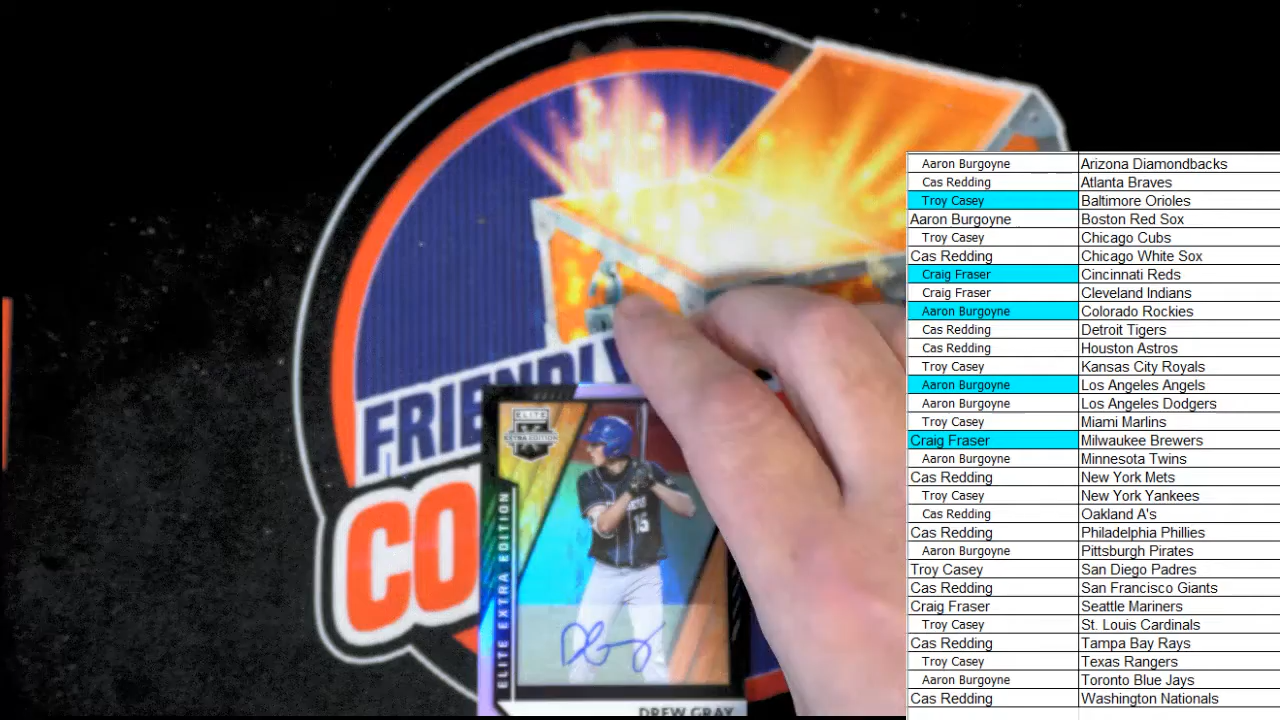 FRIENDLY
CO
ELITE
EXTRA EDITION
ELITE EXTRA EDITION
15
DREW GRAY
Aaron Burgoyne Arizona Diamondbacks
Cas Redding Atlanta Braves
Troy Casey Baltimore Orioles
Aaron Burgoyne Boston Red Sox
Troy Casey Chicago Cubs
Cas Redding Chicago White Sox
Craig Fraser Cincinnati Reds
Craig Fraser Cleveland Indians
Aaron Burgoyne Colorado Rockies
Cas Redding Detroit Tigers
Cas Redding Houston Astros
Troy Casey Kansas City Royals
Aaron Burgoyne Los Angeles Angels
Aaron Burgoyne Los Angeles Dodgers
Troy Casey Miami Marlins
Craig Fraser Milwaukee Brewers
Aaron Burgoyne Minnesota Twins
Cas Redding New York Mets
Troy Casey New York Yankees
Cas Redding Oakland A's
Cas Redding Philadelphia Phillies
Aaron Burgoyne Pittsburgh Pirates
Troy Casey San Diego Padres
Cas Redding San Francisco Giants
Craig Fraser Seattle Mariners
Troy Casey St. Louis Cardinals
Cas Redding Tampa Bay Rays
Troy Casey Texas Rangers
Aaron Burgoyne Toronto Blue Jays
Cas Redding Washington Nationals